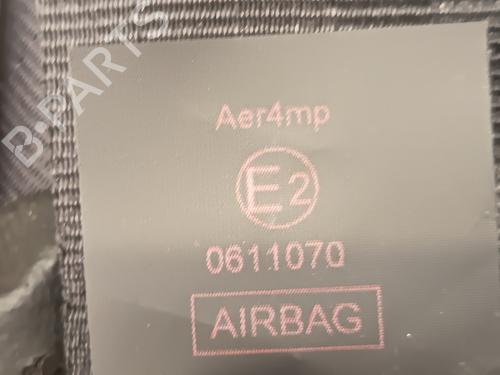 B-PARTS
Aer4mp
E2
0611070
AIRBAG